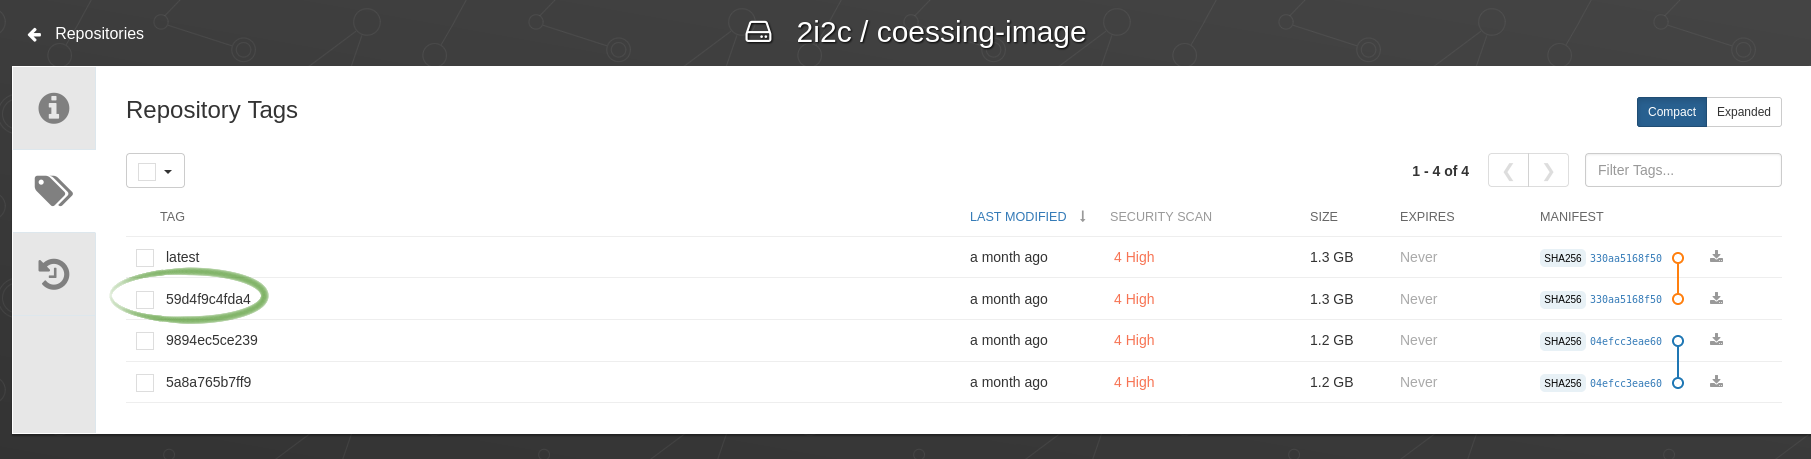 Repositories
2i2c / coessing-image
Repository Tags
Compact Expanded
1 - 4 of 4
Filter Tags...
TAG LAST MODIFIED SECURITY SCAN SIZE EXPIRES MANIFEST
latest a month ago 4 High 1.3 GB Never SHA256 330aa5168f50
59d4f9c4fda4 a month ago 4 High 1.3 GB Never SHA256 330aa5168f50
9894ec5ce239 a month ago 4 High 1.2 GB Never SHA256 04efcc3eae60
5a8a765b7ff9 a month ago 4 High 1.2 GB Never SHA256 04efcc3eae60